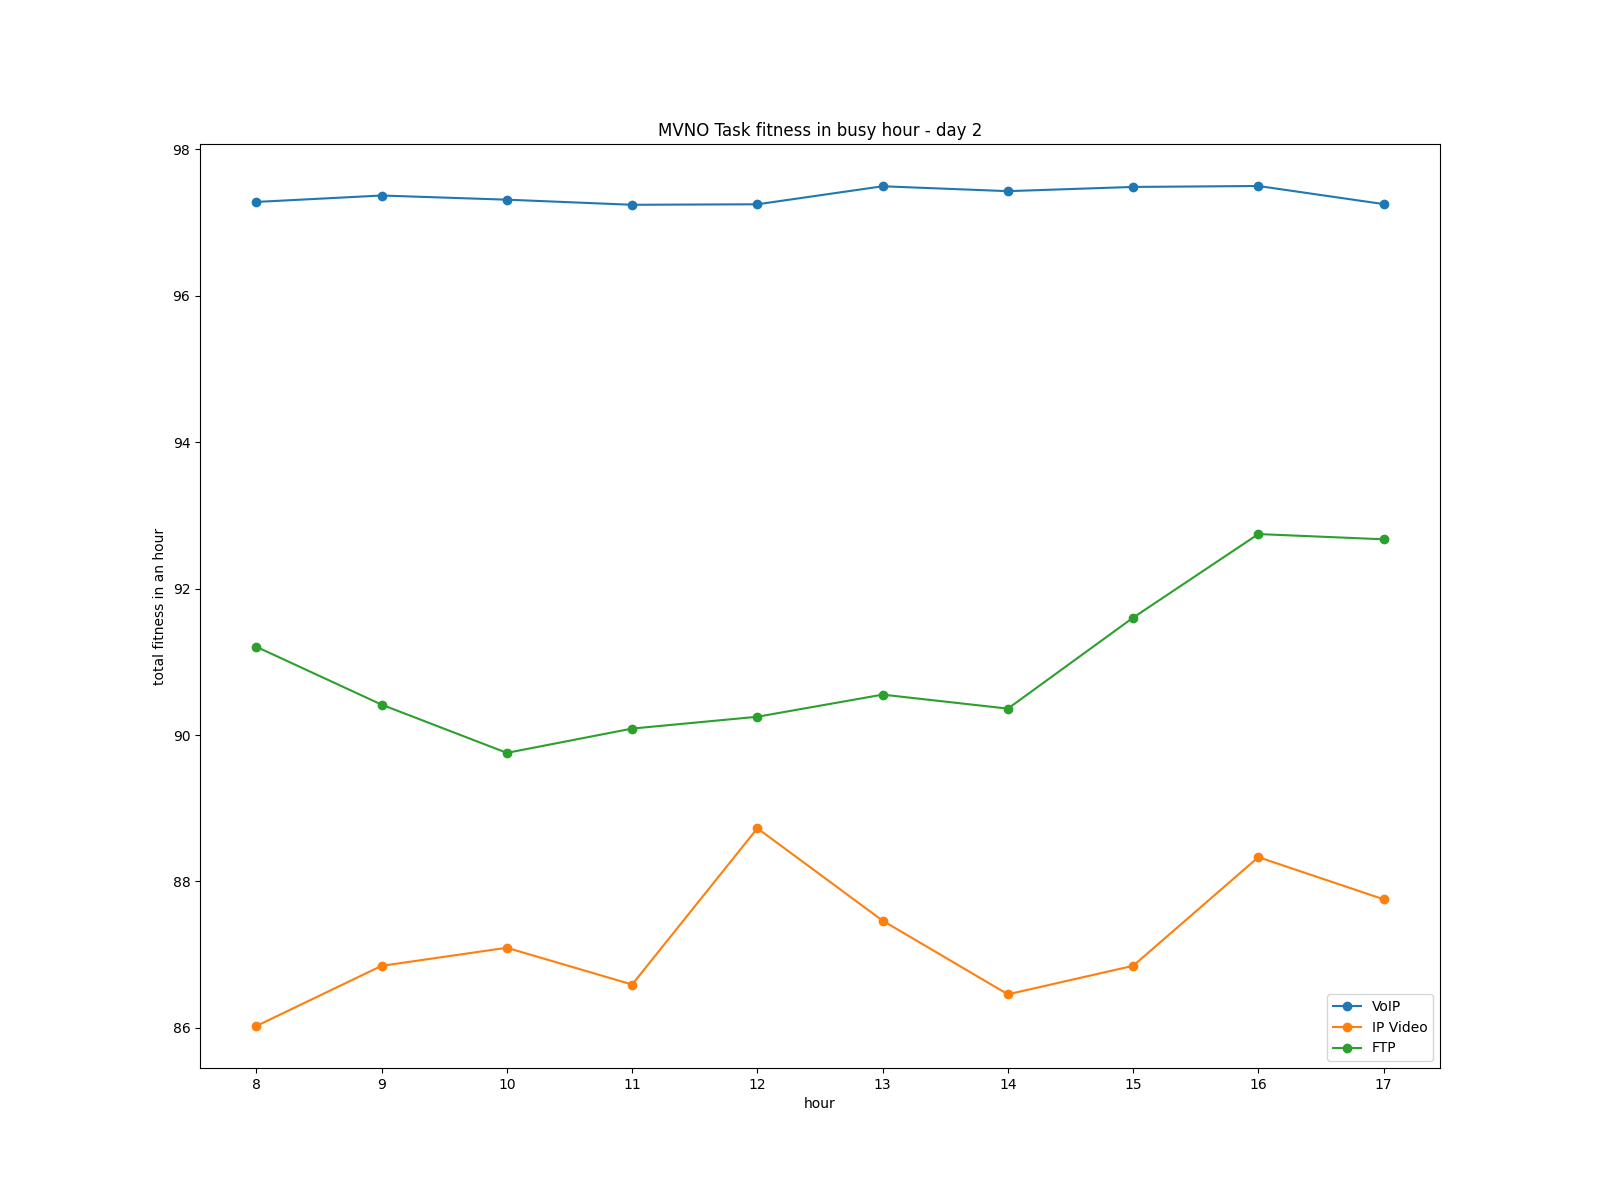 MVNO Task fitness in busy hour - day 2
98
96
94
92
90
88
86
total fitness in an hour
8 9 10 11 12 13 14 15 16 17
hour
VoIP
IP Video
FTP